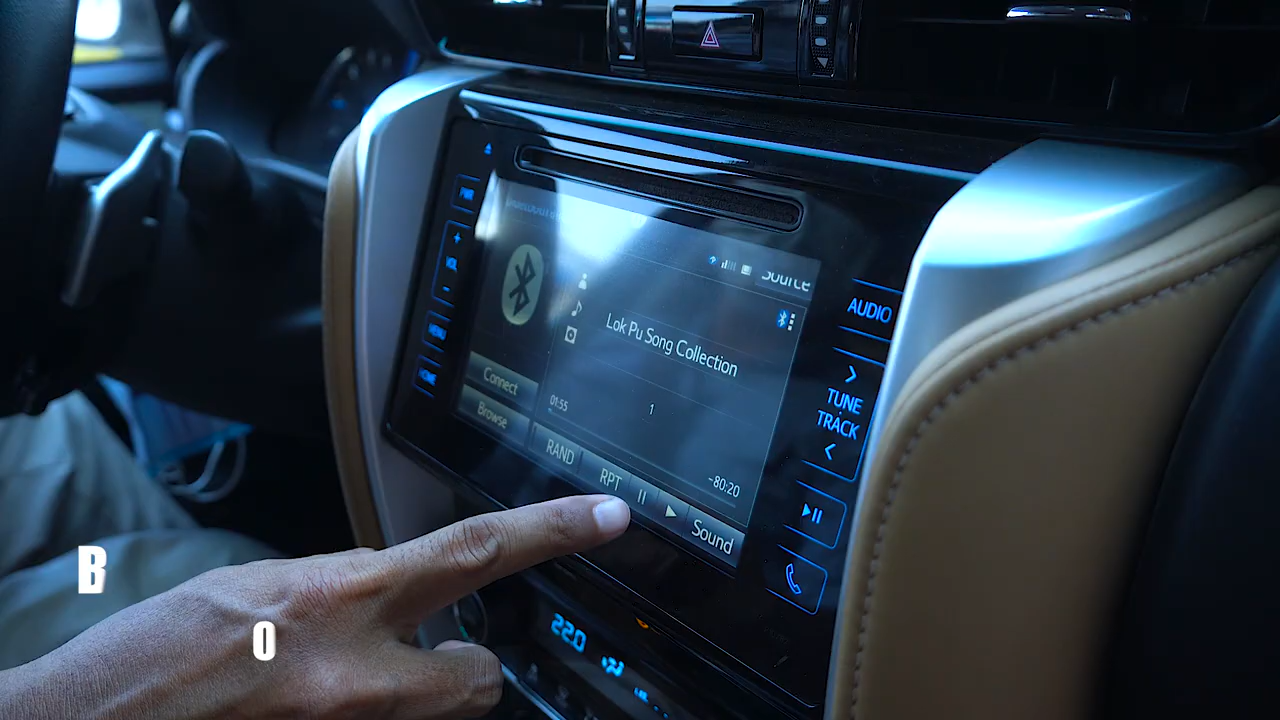 PWR
+
VOL
-
MENU
HOME
Source
Lok Pu Song Collection
Connect
Browse
01:55
1
-80:20
RAND
RPT
Sound
AUDIO
>
TUNE
TRACK
<
22.0
B
O